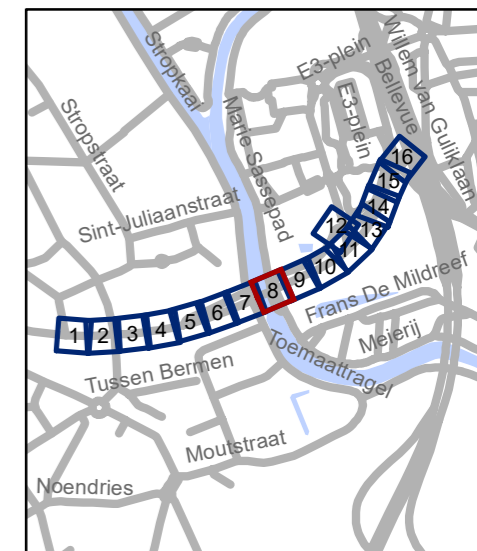 E3-plein
Willem van Guliklaan
Bellevue
Stropkaai
Marie Sassepad
E3-plein
Stropstraat
Sint-Juliaanstraat
16
15
14
13
12
11
10
9
8
7
6
5
4
3
2
1
Frans De Mildreef
Meierij
Toemaattragel
Tussen Bermen
Moutstraat
Noendries